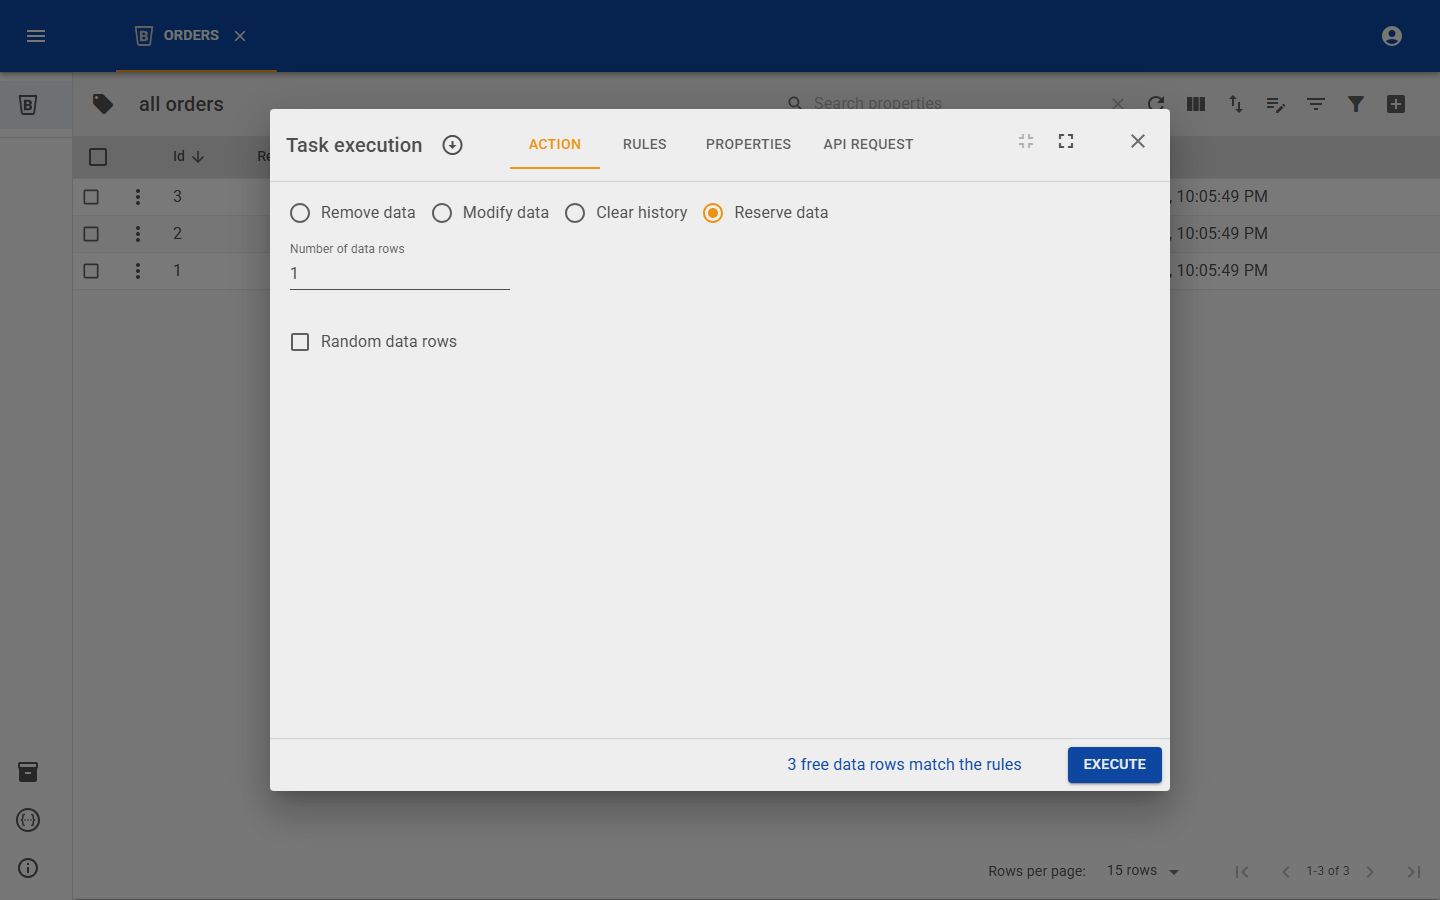 ORDERS
all orders
Search properties
Id
Re
3
, 10:05:49 PM
2
, 10:05:49 PM
1
, 10:05:49 PM
Task execution
ACTION
RULES
PROPERTIES
API REQUEST
Remove data
Modify data
Clear history
Reserve data
Number of data rows
1
Random data rows
3 free data rows match the rules
EXECUTE
Rows per page:
15 rows
1-3 of 3